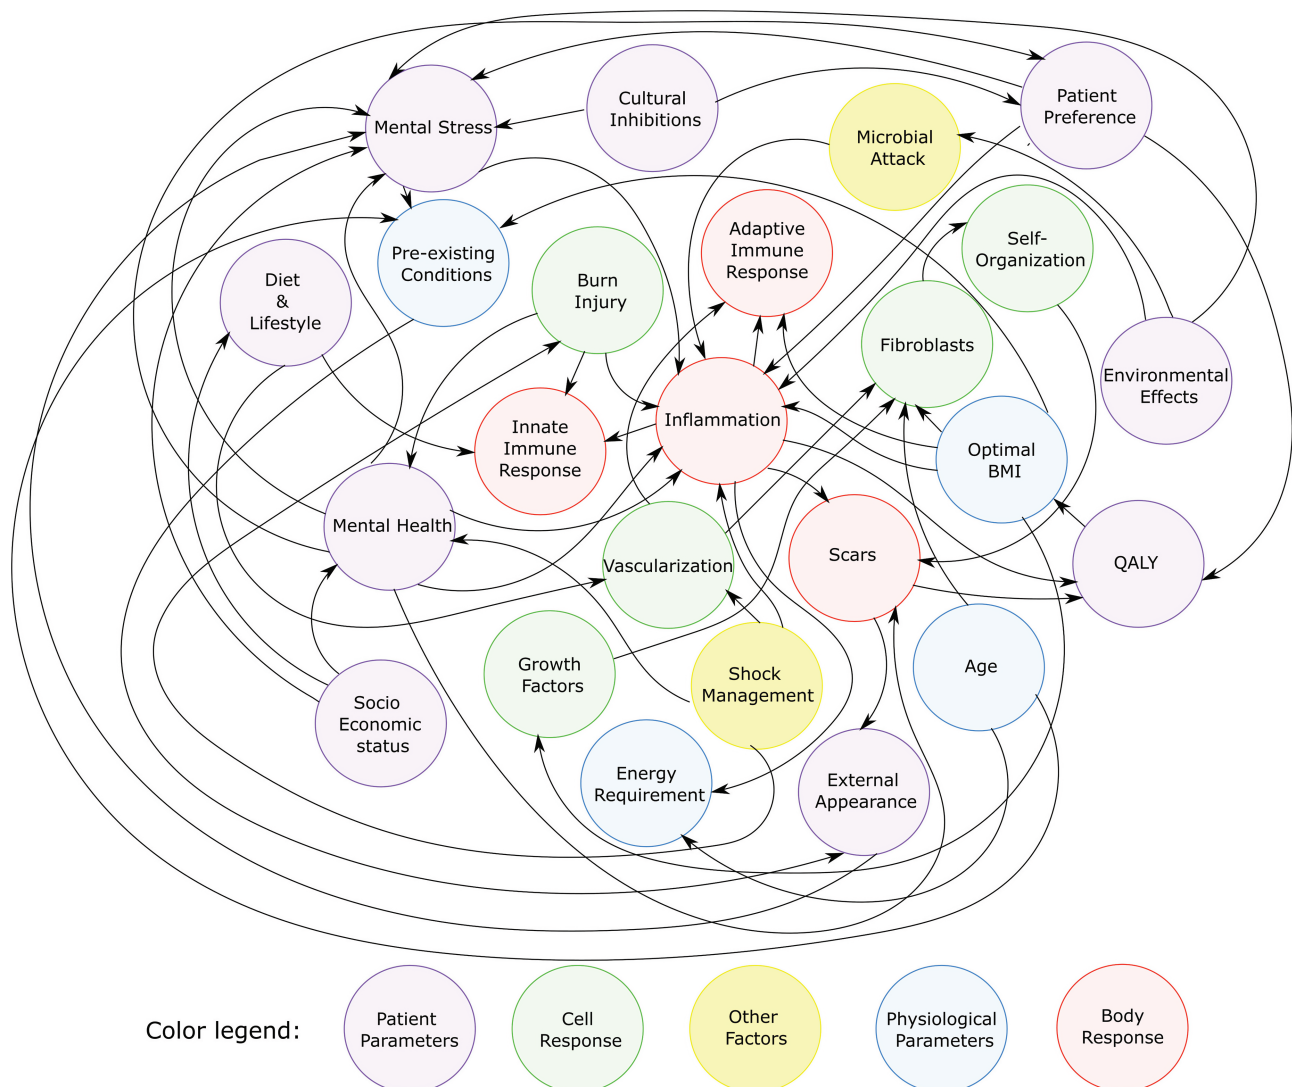 Mental Stress
Cultural
Inhibitions
Patient
Preference
Microbial
Attack
Adaptive
Immune
Response
Self-
Organization
Pre-existing
Conditions
Diet
&
Lifestyle
Burn
Injury
Fibroblasts
Environmental
Effects
Inflammation
Innate
Immune
Response
Optimal
BMI
Mental Health
Vascularization
Scars
QALY
Growth
Factors
Shock
Management
Age
Socio
Economic
status
Energy
Requirement
External
Appearance
Color legend:
Patient
Parameters
Cell
Response
Other
Factors
Physiological
Parameters
Body
Response